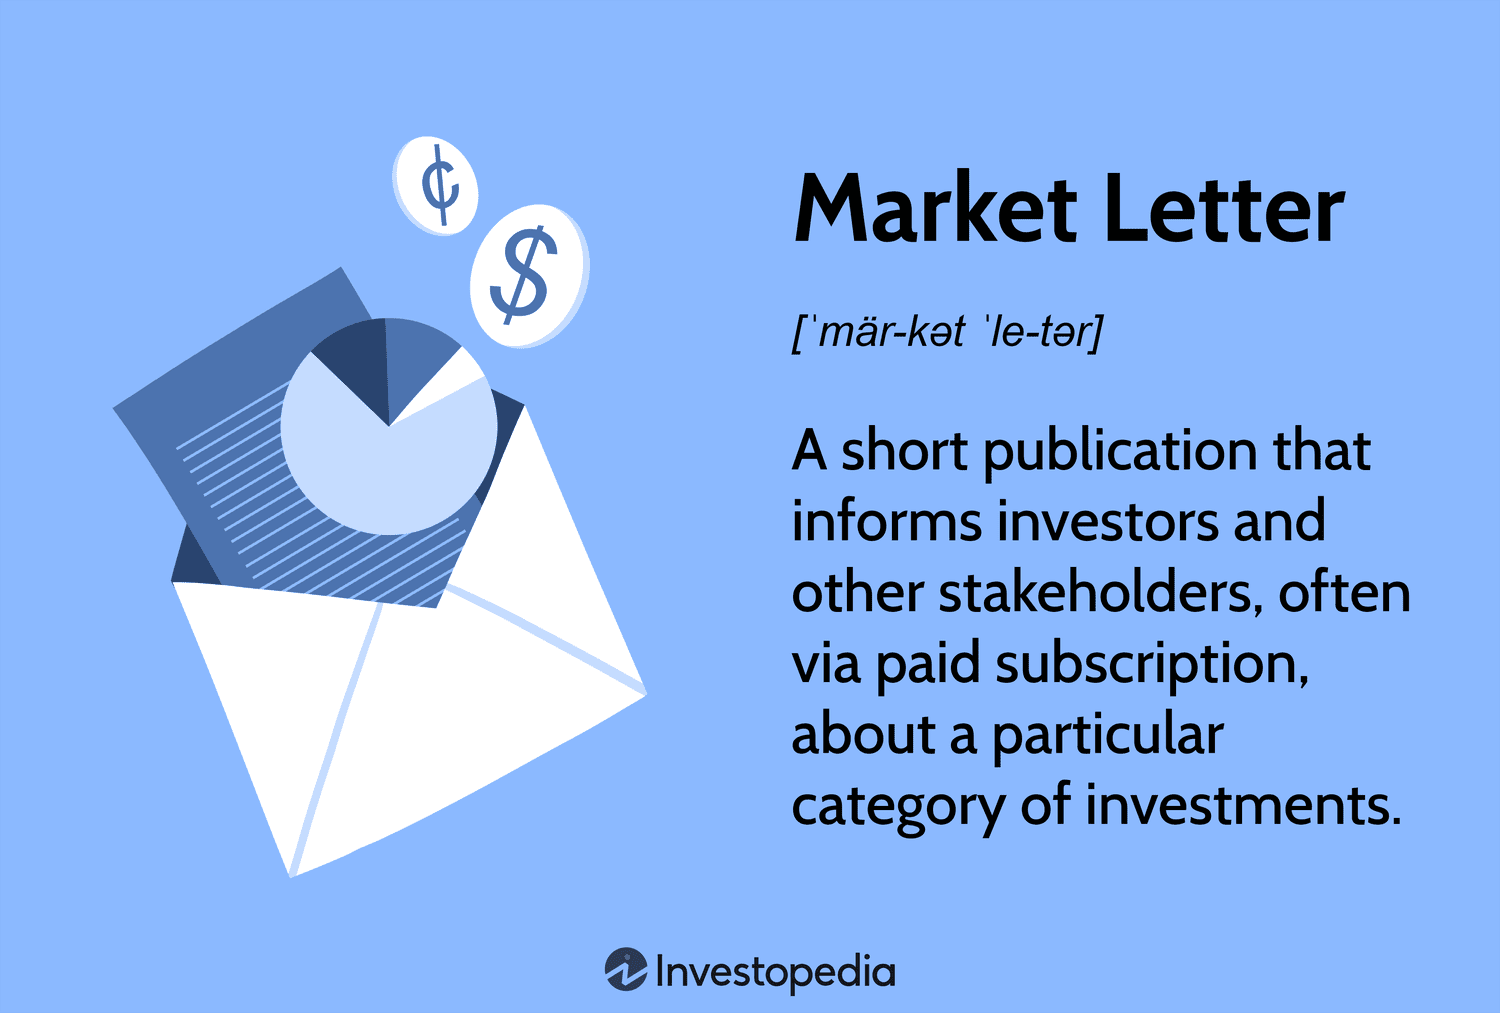 ¢
$
Market Letter
[ˈmär-kət ˈle-tər]
A short publication that
informs investors and
other stakeholders, often
via paid subscription,
about a particular
category of investments.
Investopedia